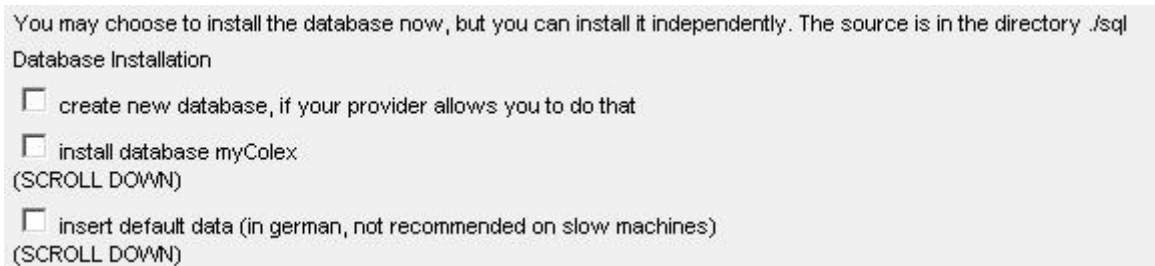 You may choose to install the database now, but you can install it independently. The source is in the directory ./sql
Database Installation
create new database, if your provider allows you to do that
install database myColex
(SCROLL DOWN)
insert default data (in german, not recommended on slow machines)
(SCROLL DOWN)